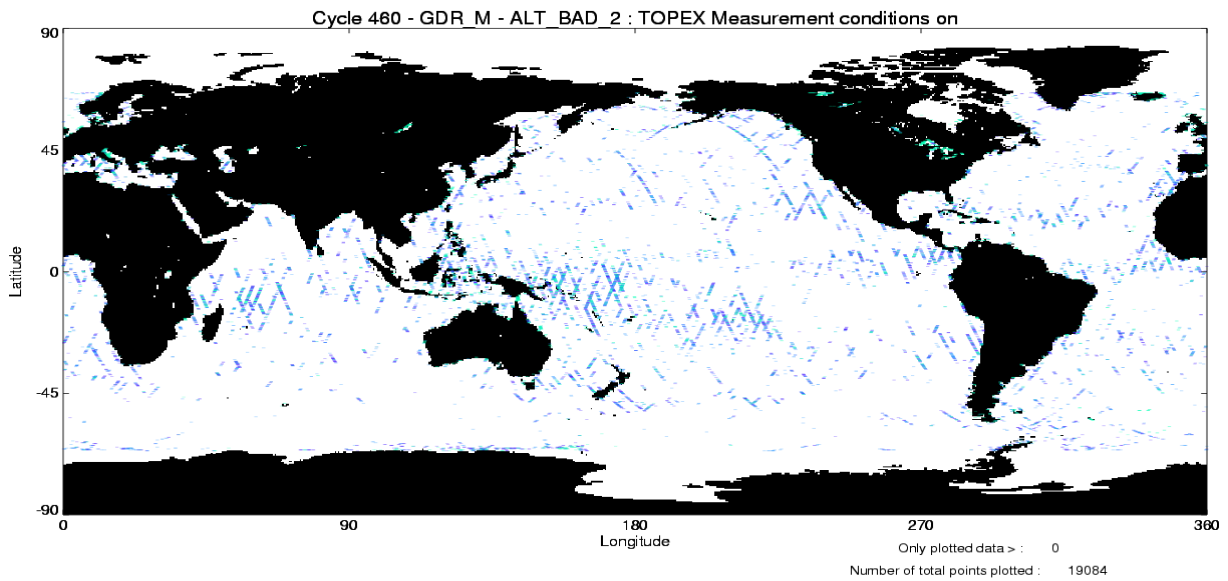 Cycle 460 - GDR_M - ALT_BAD_2 : TOPEX Measurement conditions on
90
45
0
-45
-90
Latitude
0 90 180 270 360
Longitude
Only plotted data > : 0
Number of total points plotted : 19084